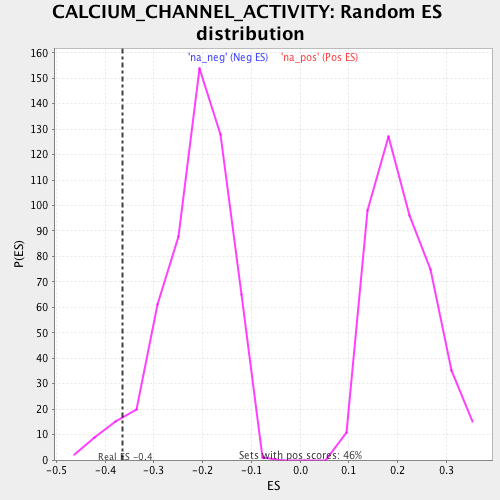 CALCIUM_CHANNEL_ACTIVITY: Random ES
distribution
'na_neg' (Neg ES) 'na_pos' (Pos ES)
160
150
140
130
120
110
100
90
80
70
60
50
40
30
20
10
0
P(ES)
Real ES -0.4
Sets with pos scores: 46%
-0.5 -0.4 -0.3 -0.2 -0.1 0.0 0.1 0.2 0.3
ES